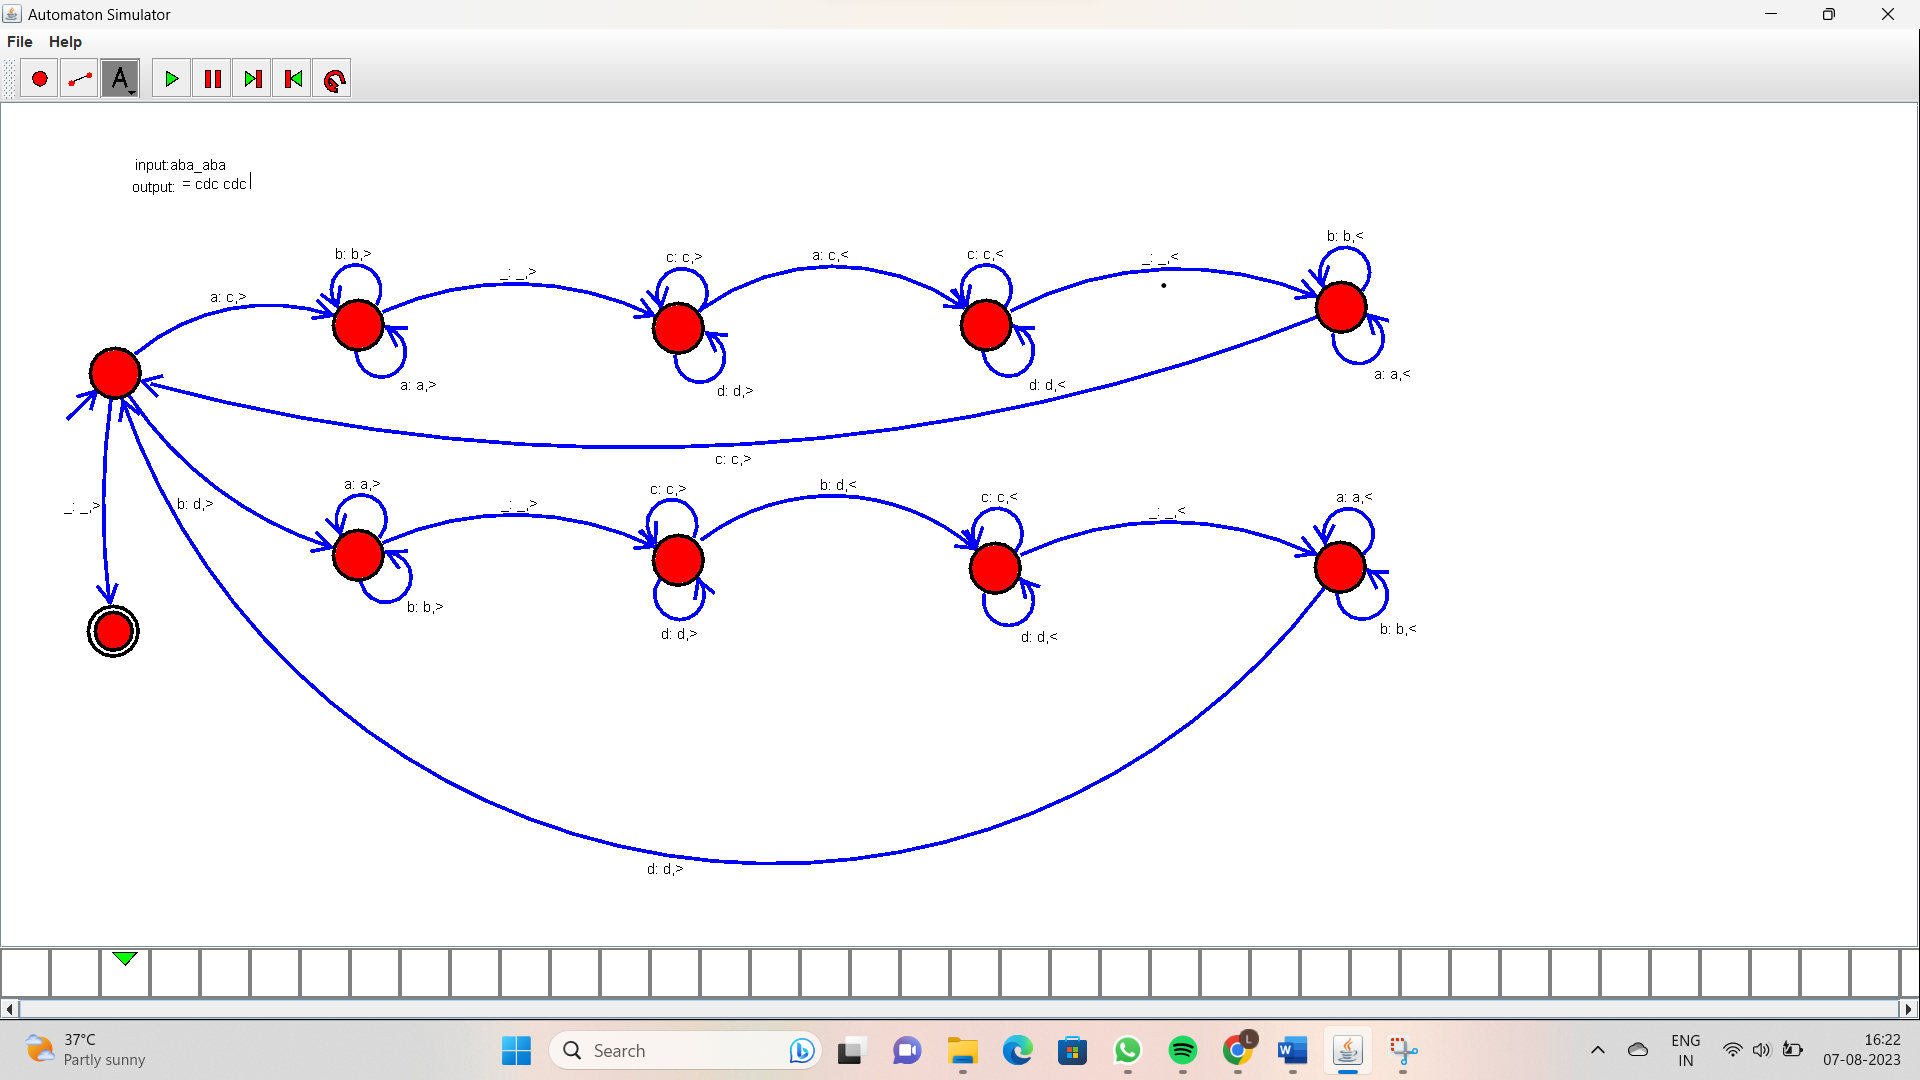 Automaton Simulator
File Help
A
input:aba_aba
output: = cdc cdc
b: b,>
_: _,>
c: c,>
a: c,<
c: c,<
_: _,<
b: b,<
a: c,>
a: a,>
d: d,>
d: d,<
a: a,<
c: c,>
_: _,>
b: d,>
a: a,>
_: _,>
c: c,>
b: d,<
c: c,<
_: _,<
a: a,<
b: b,>
d: d,>
d: d,<
b: b,<
d: d,>
37°C
Partly sunny
Search
L
ENG
IN
16:22
07-08-2023